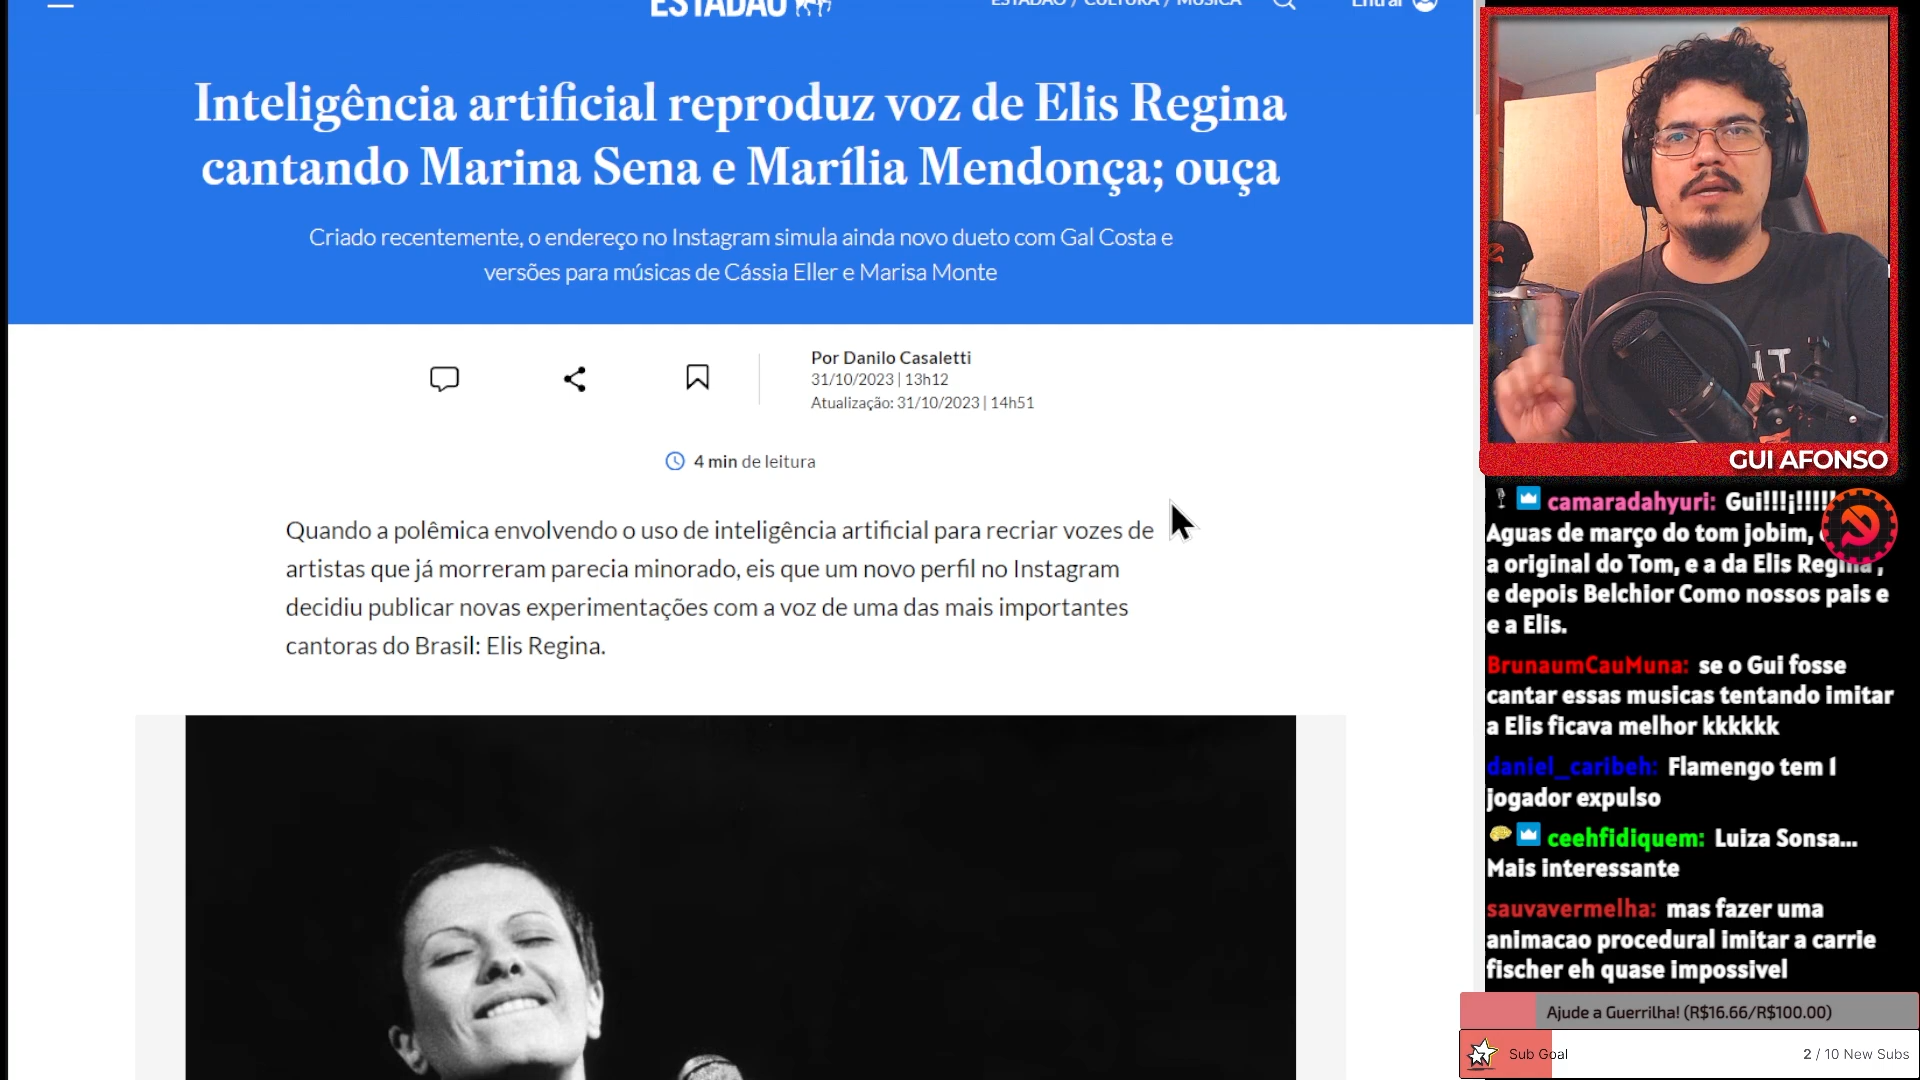 ESTADÃO
ESTADÃO / CULTURA / MÚSICA
Entrar
Inteligência artificial reproduz voz de Elis Regina
cantando Marina Sena e Marília Mendonça; ouça
Criado recentemente, o endereço no Instagram simula ainda novo dueto com Gal Costa e
versões para músicas de Cássia Eller e Marisa Monte
Por Danilo Casaletti
31/10/2023 | 13h12
Atualização: 31/10/2023 | 14h51
4 min de leitura
Quando a polêmica envolvendo o uso de inteligência artificial para recriar vozes de
artistas que já morreram parecia minorado, eis que um novo perfil no Instagram
decidiu publicar novas experimentações com a voz de uma das mais importantes
cantoras do Brasil: Elis Regina.
GUI AFONSO
camaradahyuri: Gui!!!¡!!!!!
Aguas de março do tom jobim,
a original do Tom, e a da Elis Regina ,
e depois Belchior Como nossos pais e
e a Elis.
BrunaumCauMuna: se o Gui fosse
cantar essas musicas tentando imitar
a Elis ficava melhor kkkkkk
daniel_caribeh: Flamengo tem 1
jogador expulso
ceehfidiquem: Luiza Sonsa...
Mais interessante
sauvavermelha: mas fazer uma
animacao procedural imitar a carrie
fischer eh quase impossivel
Ajude a Guerrilha! (R$16.66/R$100.00)
Sub Goal
2 / 10 New Subs